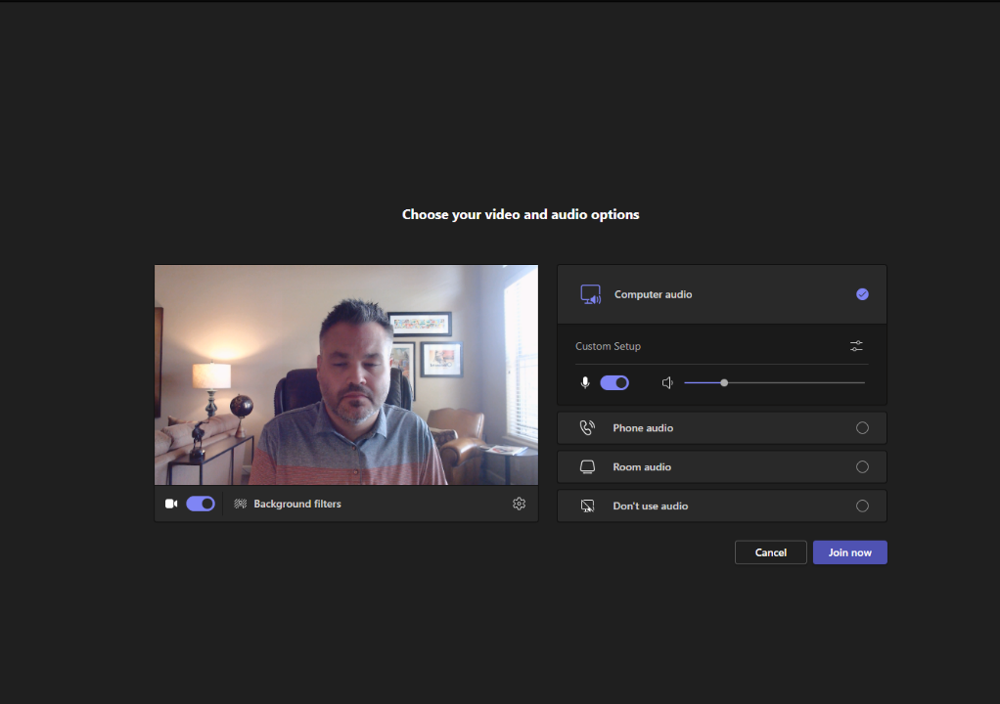 Choose your video and audio options
Computer audio
Custom Setup
Phone audio
Room audio
Don't use audio
Background filters
Cancel
Join now